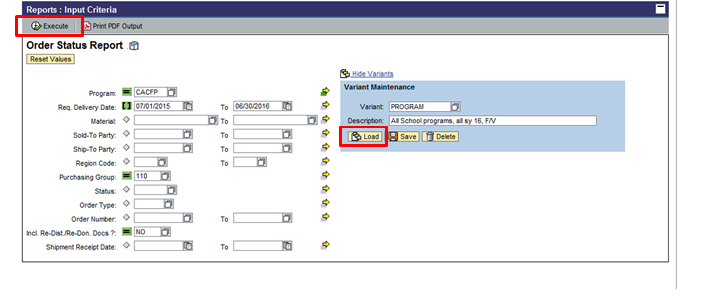 Reports : Input Criteria
Execute Print PDF Output
Order Status Report
Reset Values
Hide Variants
Variant Maintenance
Variant: PROGRAM
Description: All School programs, all sy 16, F/V
Load Save Delete
Program: CACFP
Req. Delivery Date: 07/01/2015 To 06/30/2016
Material: To
Sold-To Party: To
Ship-To Party: To
Region Code: To
Purchasing Group: 110
Status:
Order Type:
Order Number: To
Incl. Re-Dist./Re-Don. Docs ?: NO
Shipment Receipt Date: To